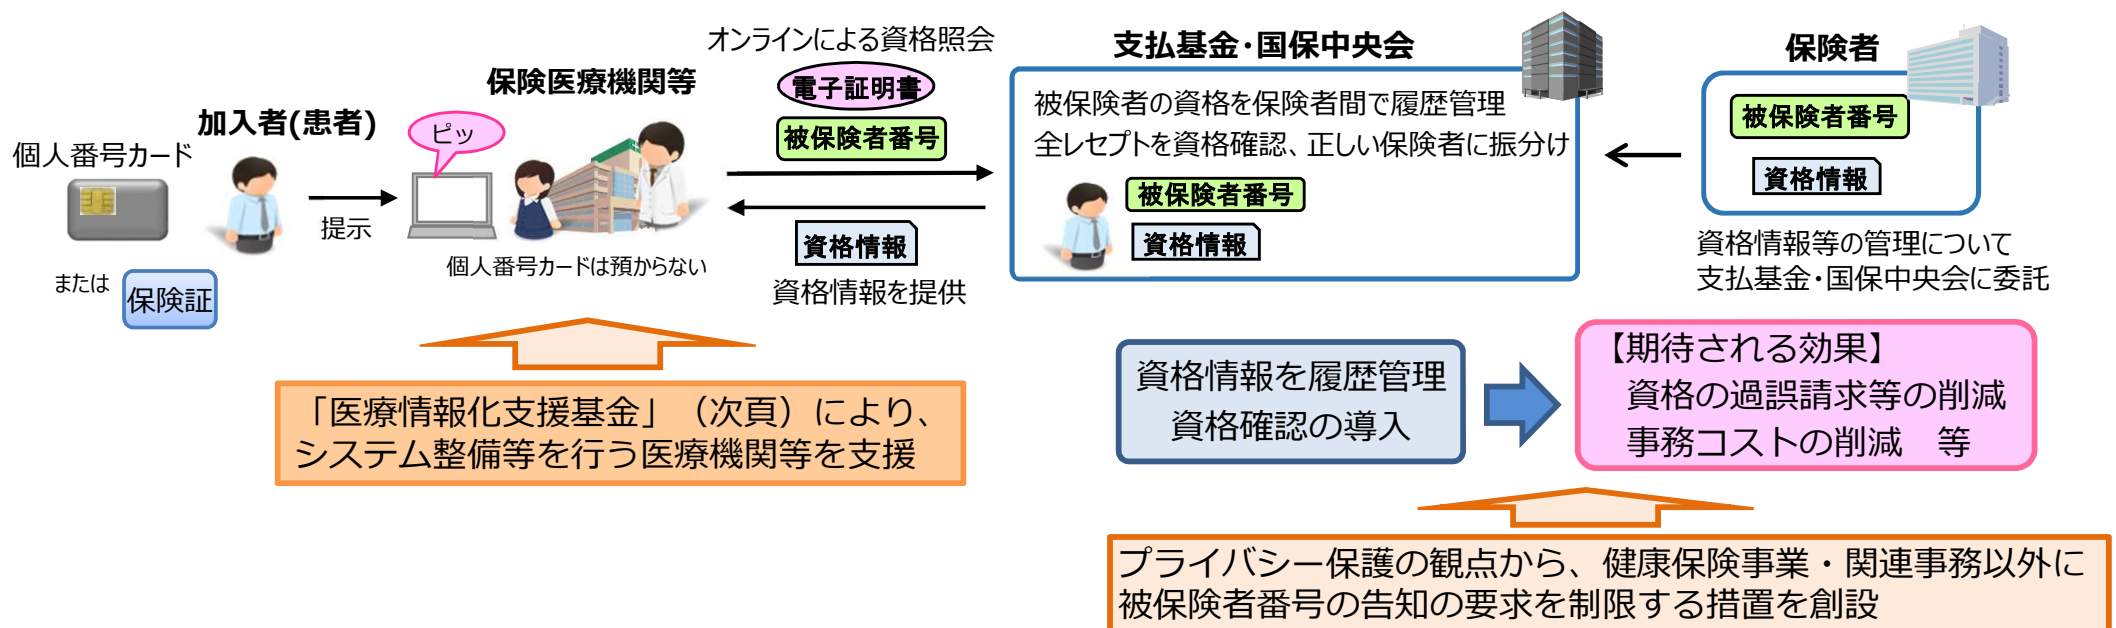 オンラインによる資格照会
電子証明書
被保険者番号
保険医療機関等
加入者(患者)
個人番号カード
ピッ
提示
または
保険証
個人番号カードは預からない
資格情報
資格情報を提供
支払基金・国保中央会
被保険者の資格を保険者間で履歴管理
全レセプトを資格確認、正しい保険者に振分け
被保険者番号
資格情報
保険者
被保険者番号
資格情報
資格情報等の管理について
支払基金・国保中央会に委託
「医療情報化支援基金」（次頁）により、
システム整備等を行う医療機関等を支援
資格情報を履歴管理
資格確認の導入
【期待される効果】
資格の過誤請求等の削減
事務コストの削減　等
プライバシー保護の観点から、健康保険事業・関連事務以外に
被保険者番号の告知の要求を制限する措置を創設